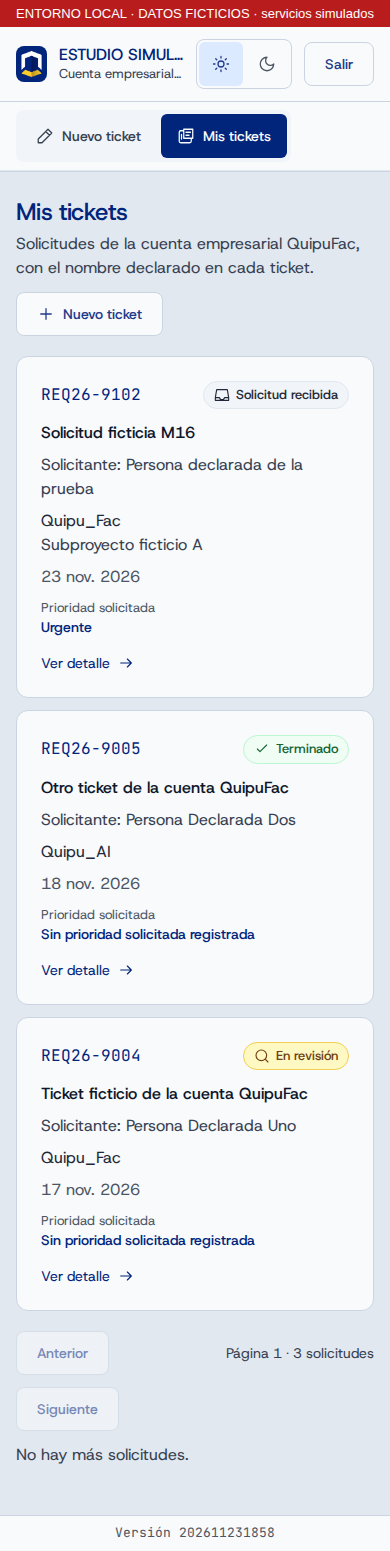 ENTORNO LOCAL · DATOS FICTICIOS · servicios simulados
ESTUDIO SIMUL...
Cuenta empresarial...
Salir
Nuevo ticket
Mis tickets
Mis tickets
Solicitudes de la cuenta empresarial QuipuFac,
con el nombre declarado en cada ticket.
Nuevo ticket
REQ26-9102
Solicitud recibida
Solicitud ficticia M16
Solicitante: Persona declarada de la
prueba
Quipu_Fac
Subproyecto ficticio A
23 nov. 2026
Prioridad solicitada
Urgente
Ver detalle
REQ26-9005
Terminado
Otro ticket de la cuenta QuipuFac
Solicitante: Persona Declarada Dos
Quipu_AI
18 nov. 2026
Prioridad solicitada
Sin prioridad solicitada registrada
Ver detalle
REQ26-9004
En revisión
Ticket ficticio de la cuenta QuipuFac
Solicitante: Persona Declarada Uno
Quipu_Fac
17 nov. 2026
Prioridad solicitada
Sin prioridad solicitada registrada
Ver detalle
Anterior
Página 1 · 3 solicitudes
Siguiente
No hay más solicitudes.
Versión 202611231858